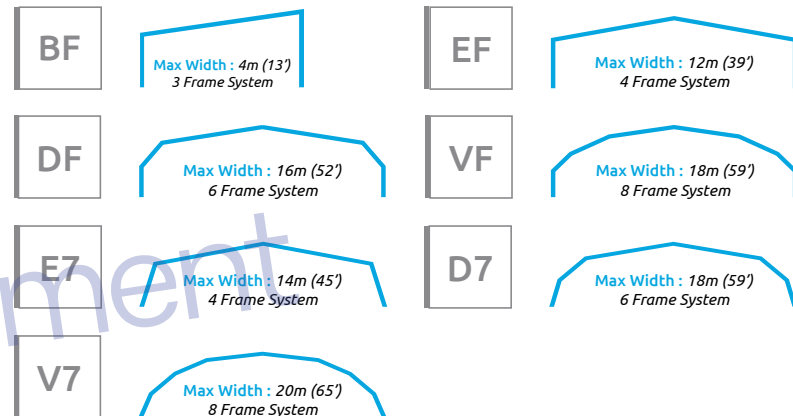 BF
Max Width : 4m (13’)
3 Frame System
EF
Max Width : 12m (39’)
4 Frame System
DF
Max Width : 16m (52’)
6 Frame System
VF
Max Width : 18m (59’)
8 Frame System
E7
Max Width : 14m (45’)
4 Frame System
D7
Max Width : 18m (59’)
6 Frame System
V7
Max Width : 20m (65’)
8 Frame System
ment